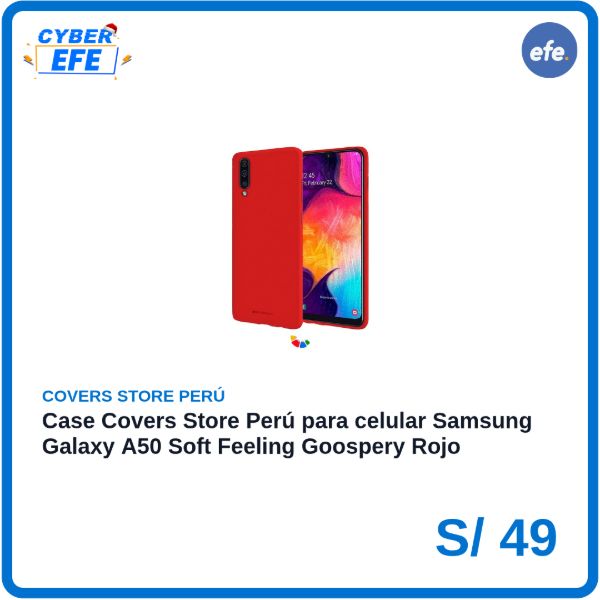 CYBER
EFE
efe.
COVERS STORE PERÚ
Case Covers Store Perú para celular Samsung
Galaxy A50 Soft Feeling Goospery Rojo
S/ 49